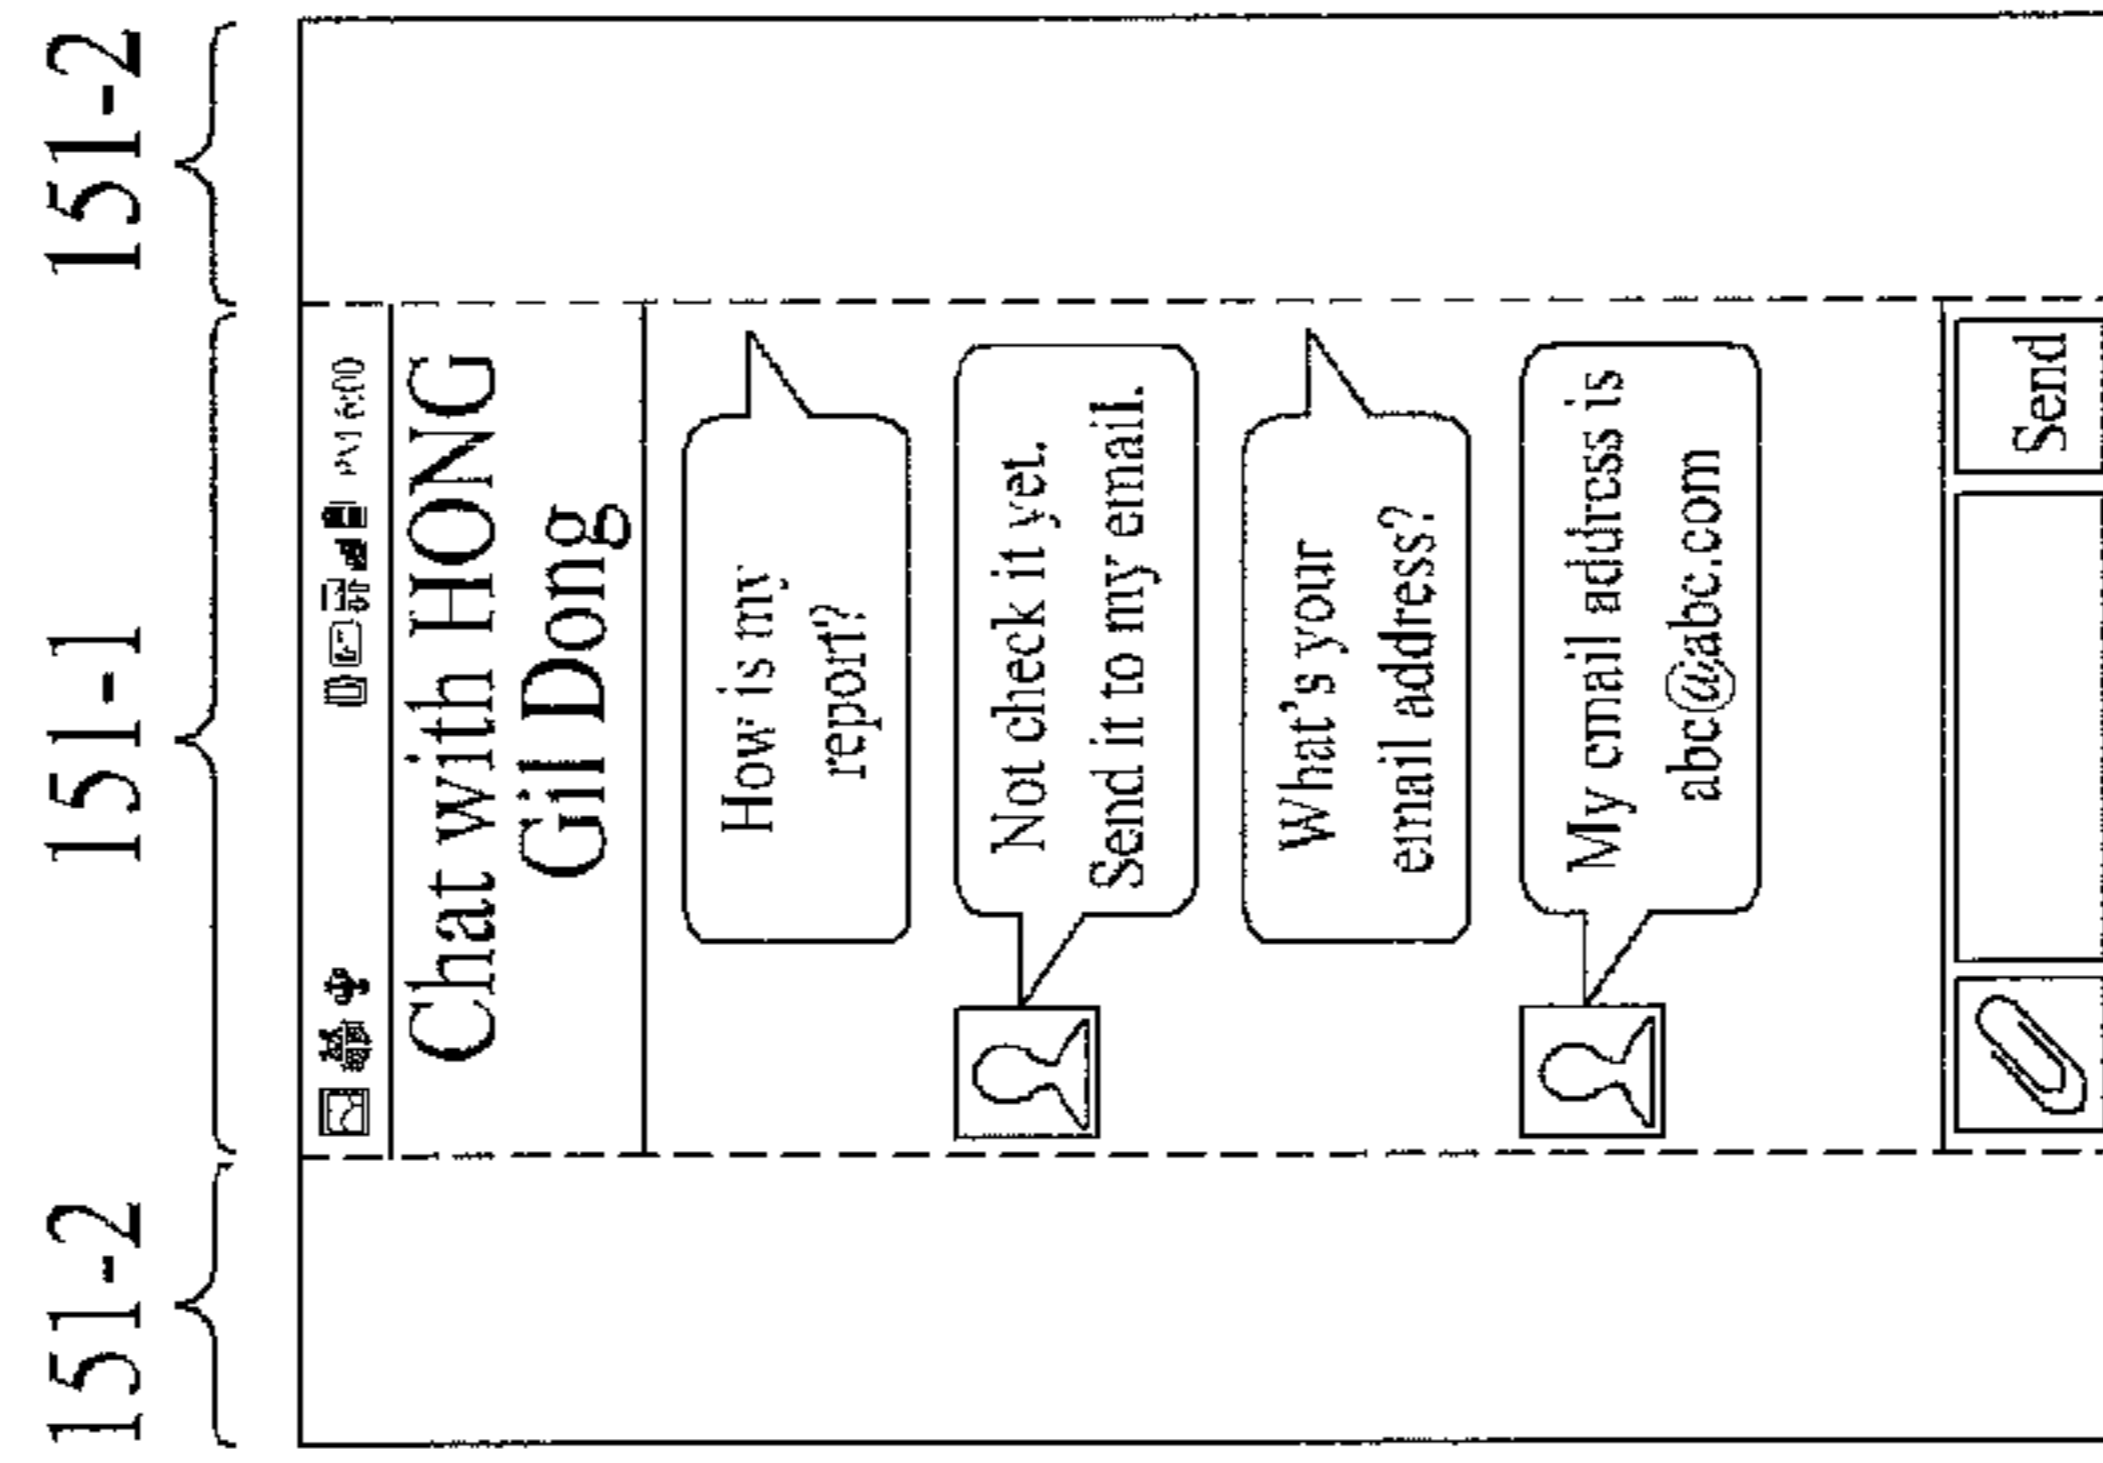 151-2
151-1
151-2
PM 6:00
Chat with HONG
Gil Dong
How is my
report?
Not check it yet.
Send it to my email.
What's your
email address?
My email address is
abc@abc.com
Send